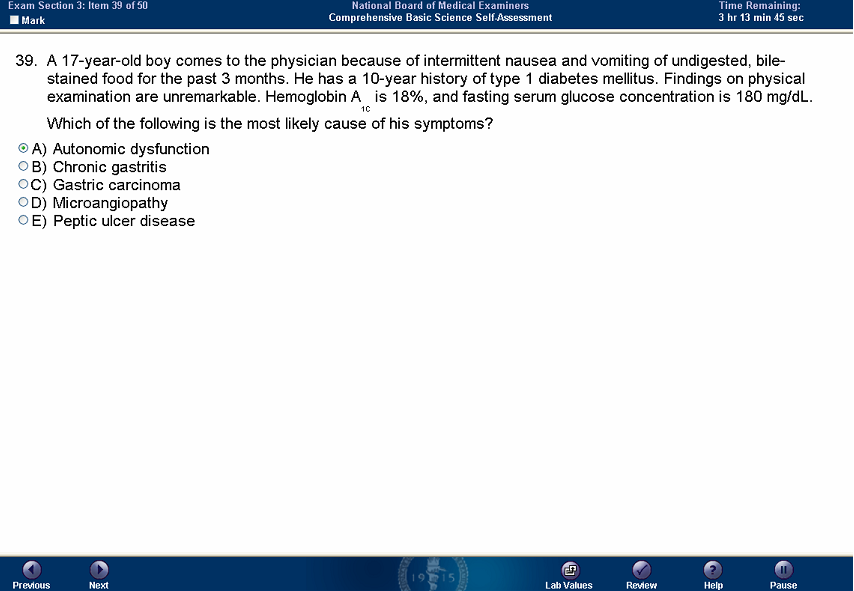 Exam Section 3: Item 39 of 50
National Board of Medical Examiners
Time Remaining:
Mark
Comprehensive Basic Science Self-Assessment
3 hr 13 min 45 sec
39. A 17-year-old boy comes to the physician because of intermittent nausea and vomiting of undigested, bile-
stained food for the past 3 months. He has a 10-year history of type 1 diabetes mellitus. Findings on physical
examination are unremarkable. Hemoglobin A1C is 18%, and fasting serum glucose concentration is 180 mg/dL.
Which of the following is the most likely cause of his symptoms?
A) Autonomic dysfunction
B) Chronic gastritis
C) Gastric carcinoma
D) Microangiopathy
E) Peptic ulcer disease
1915
Previous
Next
Lab Values
Review
Help
Pause